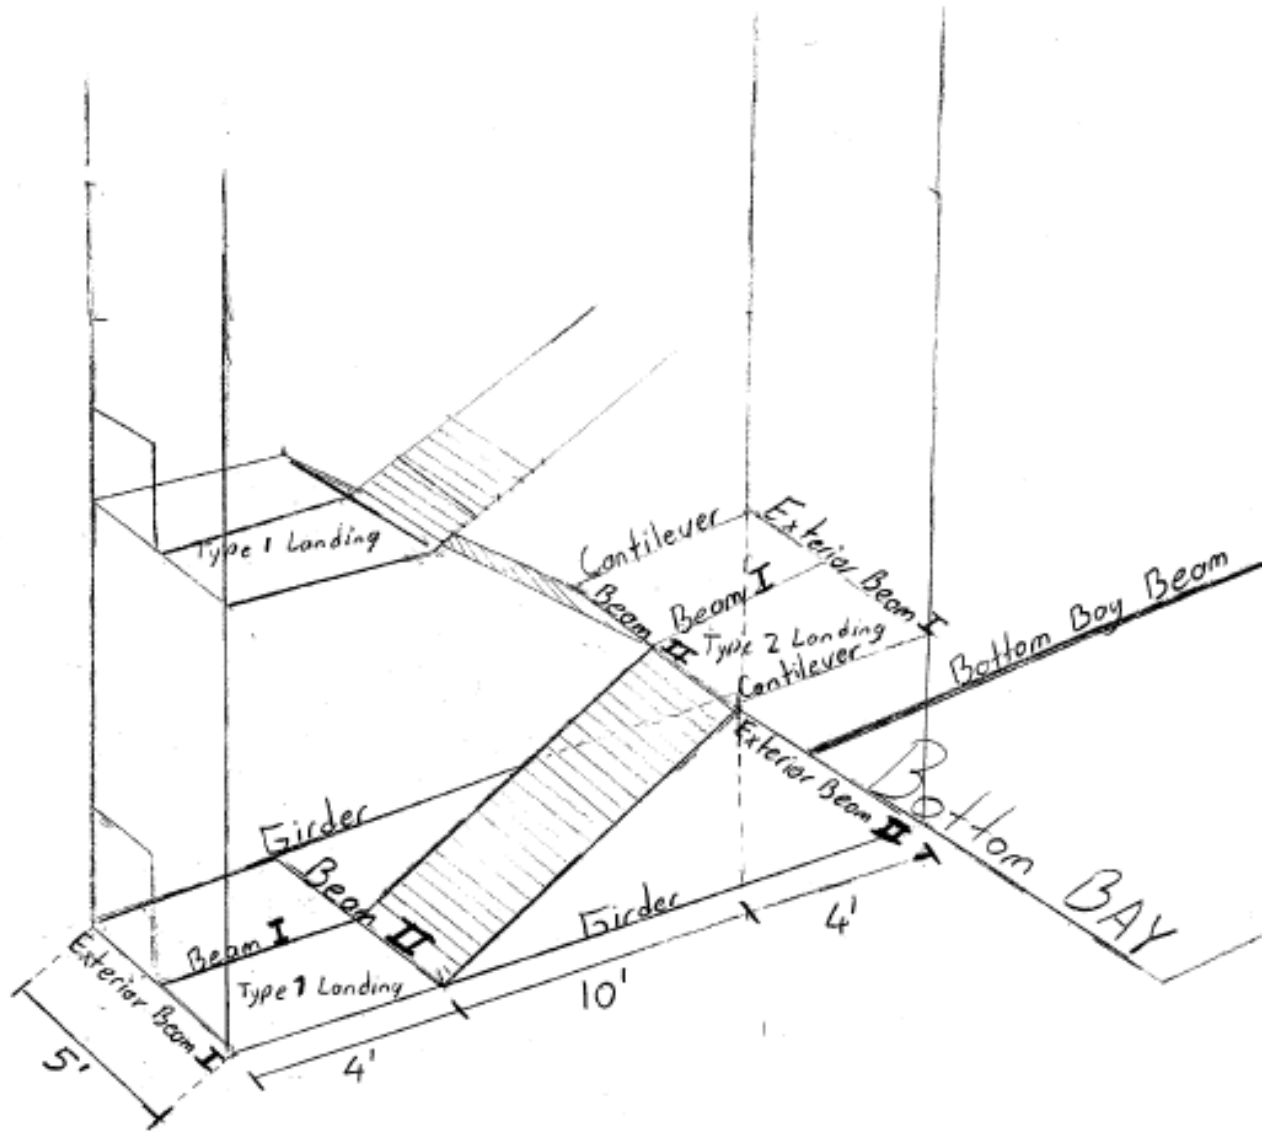 Type 1 Landing
Cantilever
Exterior Beam I
Beam II
Beam I
Type 2 Landing
Cantilever
Bottom Bay Beam
Exterior Beam II
Bottom BAY
Girder
Beam II
Beam I
Exterior Beam I
Type 1 Landing
Girder
4'
10'
4'
5'